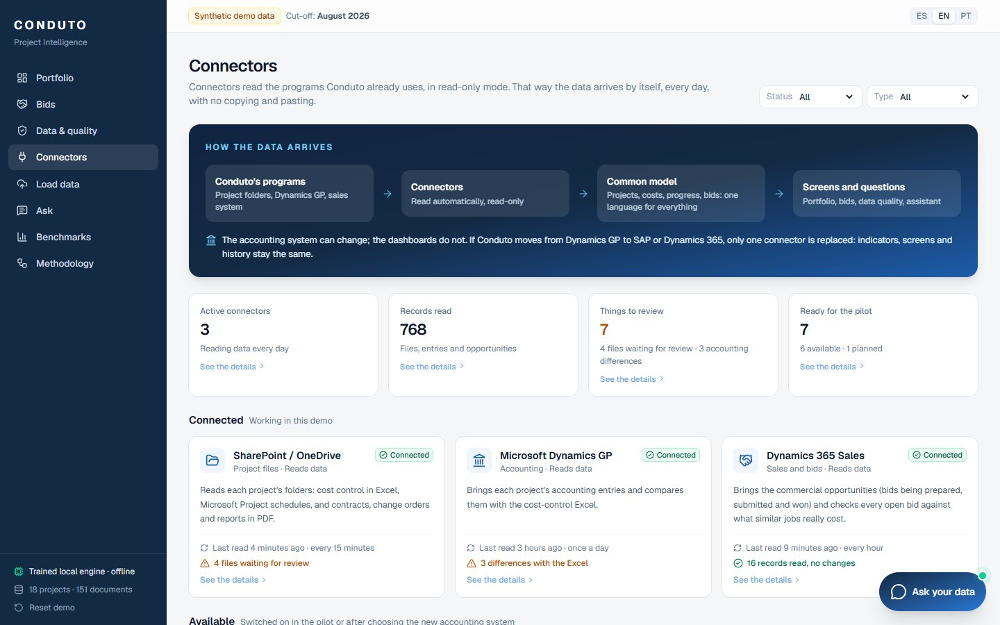 CONDUTO
Project Intelligence
Portfolio
Bids
Data & quality
Connectors
Load data
Ask
Benchmarks
Methodology
Trained local engine · offline
18 projects · 151 documents
Reset demo
Synthetic demo data
Cut-off: August 2026
ES
EN
PT
Connectors
Connectors read the programs Conduto already uses, in read-only mode. That way the data arrives by itself, every day,
with no copying and pasting.
Status All
Type All
HOW THE DATA ARRIVES
Conduto's programs
Project folders, Dynamics GP, sales
system
Connectors
Read automatically, read-only
Common model
Projects, costs, progress, bids: one
language for everything
Screens and questions
Portfolio, bids, data quality, assistant
The accounting system can change; the dashboards do not. If Conduto moves from Dynamics GP to SAP or Dynamics 365, only one connector is replaced: indicators, screens and
history stay the same.
Active connectors
3
Reading data every day
See the details
Records read
768
Files, entries and opportunities
See the details
Things to review
7
4 files waiting for review · 3 accounting
differences
See the details
Ready for the pilot
7
6 available · 1 planned
See the details
Connected Working in this demo
SharePoint / OneDrive
Connected
Project files · Reads data
Reads each project's folders: cost control in Excel,
Microsoft Project schedules, and contracts, change orders
and reports in PDF.
Last read 4 minutes ago · every 15 minutes
4 files waiting for review
See the details
Microsoft Dynamics GP
Connected
Accounting · Reads data
Brings each project's accounting entries and compares
them with the cost-control Excel.
Last read 3 hours ago · once a day
3 differences with the Excel
See the details
Dynamics 365 Sales
Connected
Sales and bids · Reads data
Brings the commercial opportunities (bids being prepared,
submitted and won) and checks every open bid against
what similar jobs really cost.
Last read 9 minutes ago · every hour
16 records read, no changes
See the details
Ask your data
Available Switched on in the pilot or after choosing the new accounting system